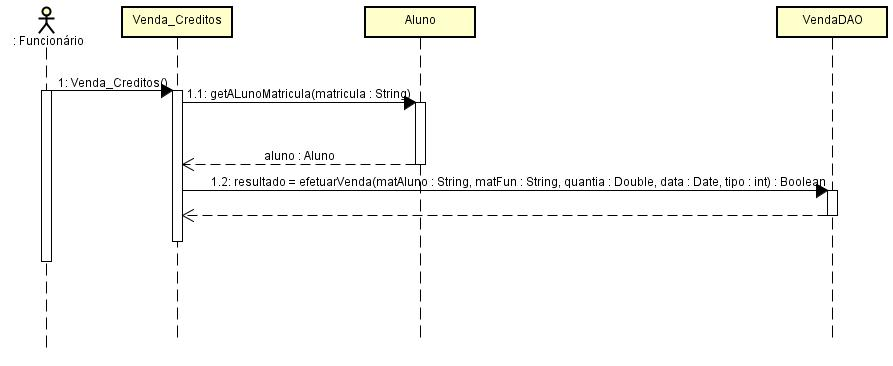 Venda_Creditos
Aluno
VendaDAO
: Funcionário
1: Venda_Creditos()
1.1: getALunoMatricula(matricula : String)
aluno : Aluno
1.2: resultado = efetuarVenda(matAluno : String, matFun : String, quantia : Double, data : Date, tipo : int) : Boolean